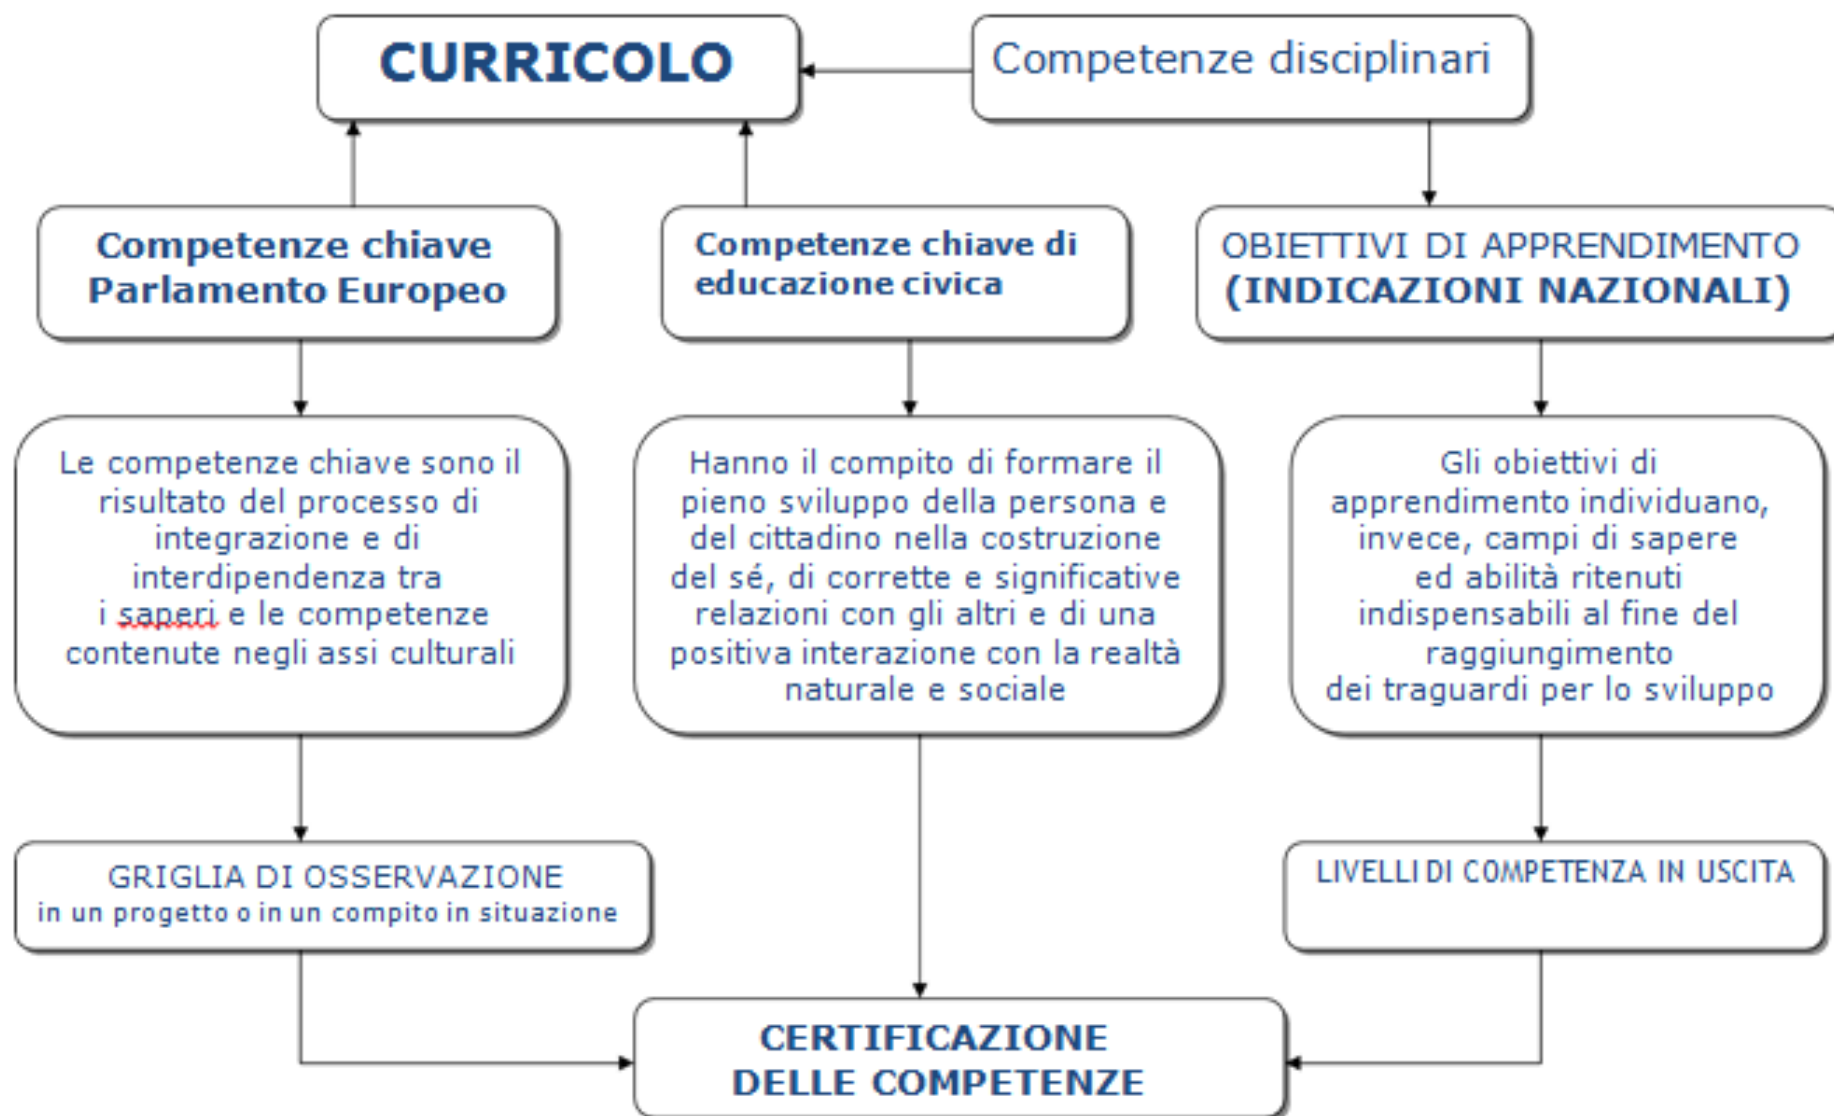 CURRICOLO
Competenze disciplinari
Competenze chiave
Parlamento Europeo
Competenze chiave di
educazione civica
OBIETTIVI DI APPRENDIMENTO
(INDICAZIONI NAZIONALI)
Le competenze chiave sono il
risultato del processo di
integrazione e di
interdipendenza tra
i saperi e le competenze
contenute negli assi culturali
Hanno il compito di formare il
pieno sviluppo della persona e
del cittadino nella costruzione
del sé, di corrette e significative
relazioni con gli altri e di una
positiva interazione con la realtà
naturale e sociale
Gli obiettivi di
apprendimento individuano,
invece, campi di sapere
ed abilità ritenuti
indispensabili al fine del
raggiungimento
dei traguardi per lo sviluppo
GRIGLIA DI OSSERVAZIONE
in un progetto o in un compito in situazione
LIVELLI DI COMPETENZA IN USCITA
CERTIFICAZIONE
DELLE COMPETENZE